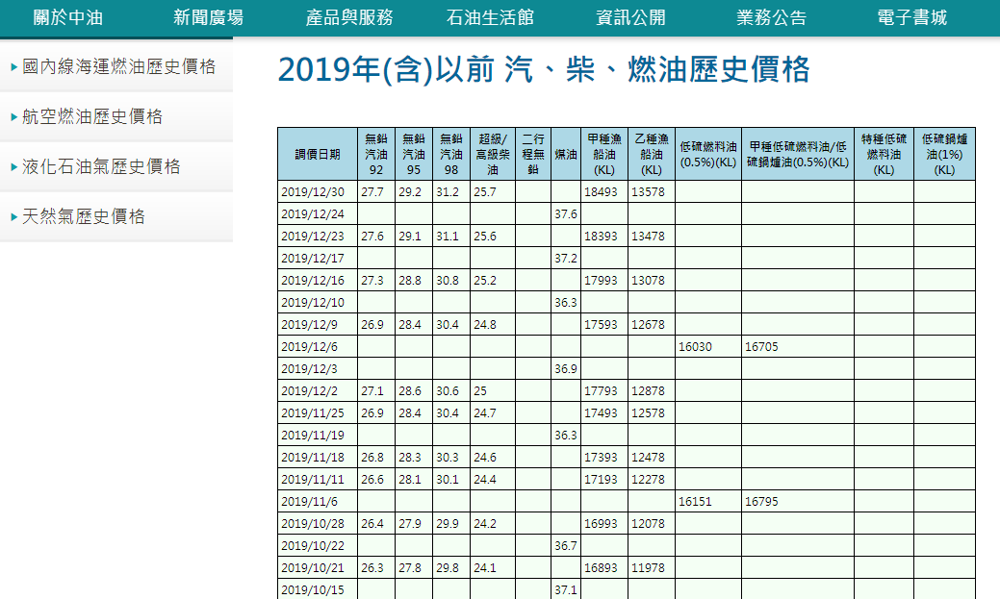 關於中油 新聞廣場 產品與服務 石油生活館 資訊公開 業務公告 電子書城
國內線海運燃油歷史價格
航空燃油歷史價格
液化石油氣歷史價格
天然氣歷史價格
2019年(含)以前 汽、柴、燃油歷史價格
調價日期 無鉛汽油92 無鉛汽油95 無鉛汽油98 超級/高級柴油 二行程無鉛 煤油 甲種漁船油(KL) 乙種漁船油(KL) 低硫燃料油(0.5%)(KL) 甲種低硫燃料油/低硫鍋爐油(0.5%)(KL) 特種低硫燃料油(KL) 低硫鍋爐油(1%)(KL)
2019/12/30 27.7 29.2 31.2 25.7 18493 13578
2019/12/24 37.6
2019/12/23 27.6 29.1 31.1 25.6 18393 13478
2019/12/17 37.2
2019/12/16 27.3 28.8 30.8 25.2 17993 13078
2019/12/10 36.3
2019/12/9 26.9 28.4 30.4 24.8 17593 12678
2019/12/6 16030 16705
2019/12/3 36.9
2019/12/2 27.1 28.6 30.6 25 17793 12878
2019/11/25 26.9 28.4 30.4 24.7 17493 12578
2019/11/19 36.3
2019/11/18 26.8 28.3 30.3 24.6 17393 12478
2019/11/11 26.6 28.1 30.1 24.4 17193 12278
2019/11/6 16151 16795
2019/10/28 26.4 27.9 29.9 24.2 16993 12078
2019/10/22 36.7
2019/10/21 26.3 27.8 29.8 24.1 16893 11978
2019/10/15 37.1